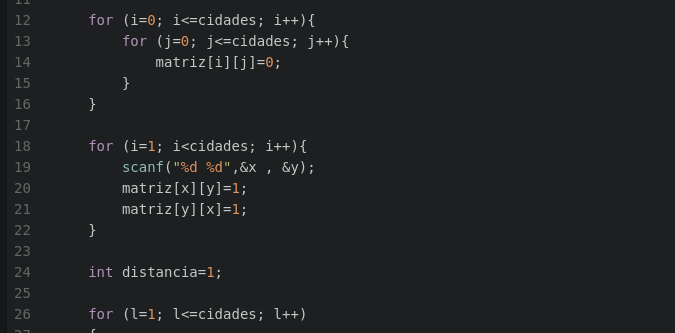 11
12 for (i=0; i<=cidades; i++){
13 for (j=0; j<=cidades; j++){
14 matriz[i][j]=0;
15 }
16 }
17
18 for (i=1; i<cidades; i++){
19 scanf("%d %d",&x , &y);
20 matriz[x][y]=1;
21 matriz[y][x]=1;
22 }
23
24 int distancia=1;
25
26 for (l=1; l<=cidades; l++)
27 {